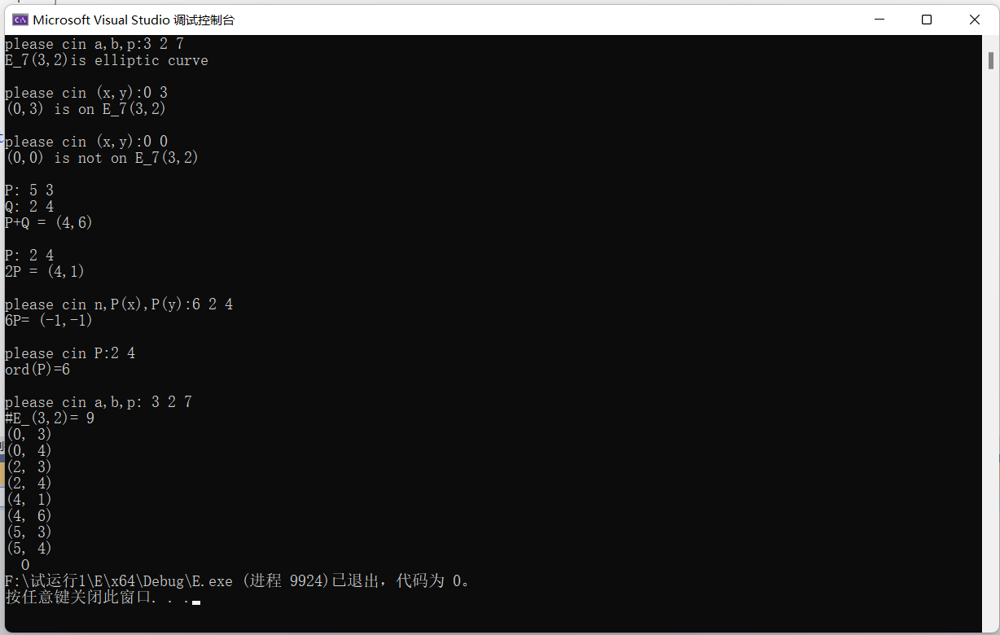 Microsoft Visual Studio 调试控制台
please cin a,b,p:3 2 7
E_7(3,2)is elliptic curve
please cin (x,y):0 3
(0,3) is on E_7(3,2)
please cin (x,y):0 0
(0,0) is not on E_7(3,2)
P: 5 3
Q: 2 4
P+Q = (4,6)
P: 2 4
2P = (4,1)
please cin n,P(x),P(y):6 2 4
6P= (-1,-1)
please cin P:2 4
ord(P)=6
please cin a,b,p: 3 2 7
#E_(3,2)= 9
(0, 3)
(0, 4)
(2, 3)
(2, 4)
(4, 1)
(4, 6)
(5, 3)
(5, 4)
O
F:\试运行1\E\x64\Debug\E.exe (进程 9924)已退出，代码为 0。
按任意键关闭此窗口. . .